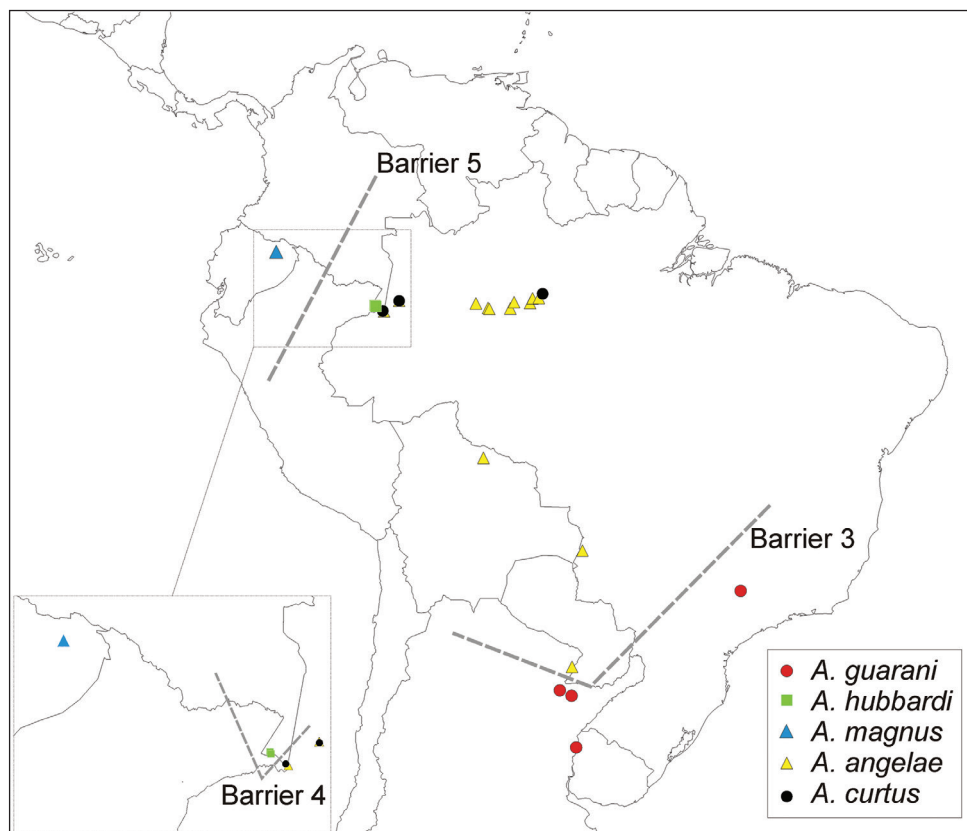 Barrier 5
Barrier 3
Barrier 4
A. guarani
A. hubbardi
A. magnus
A. angelae
A. curtus